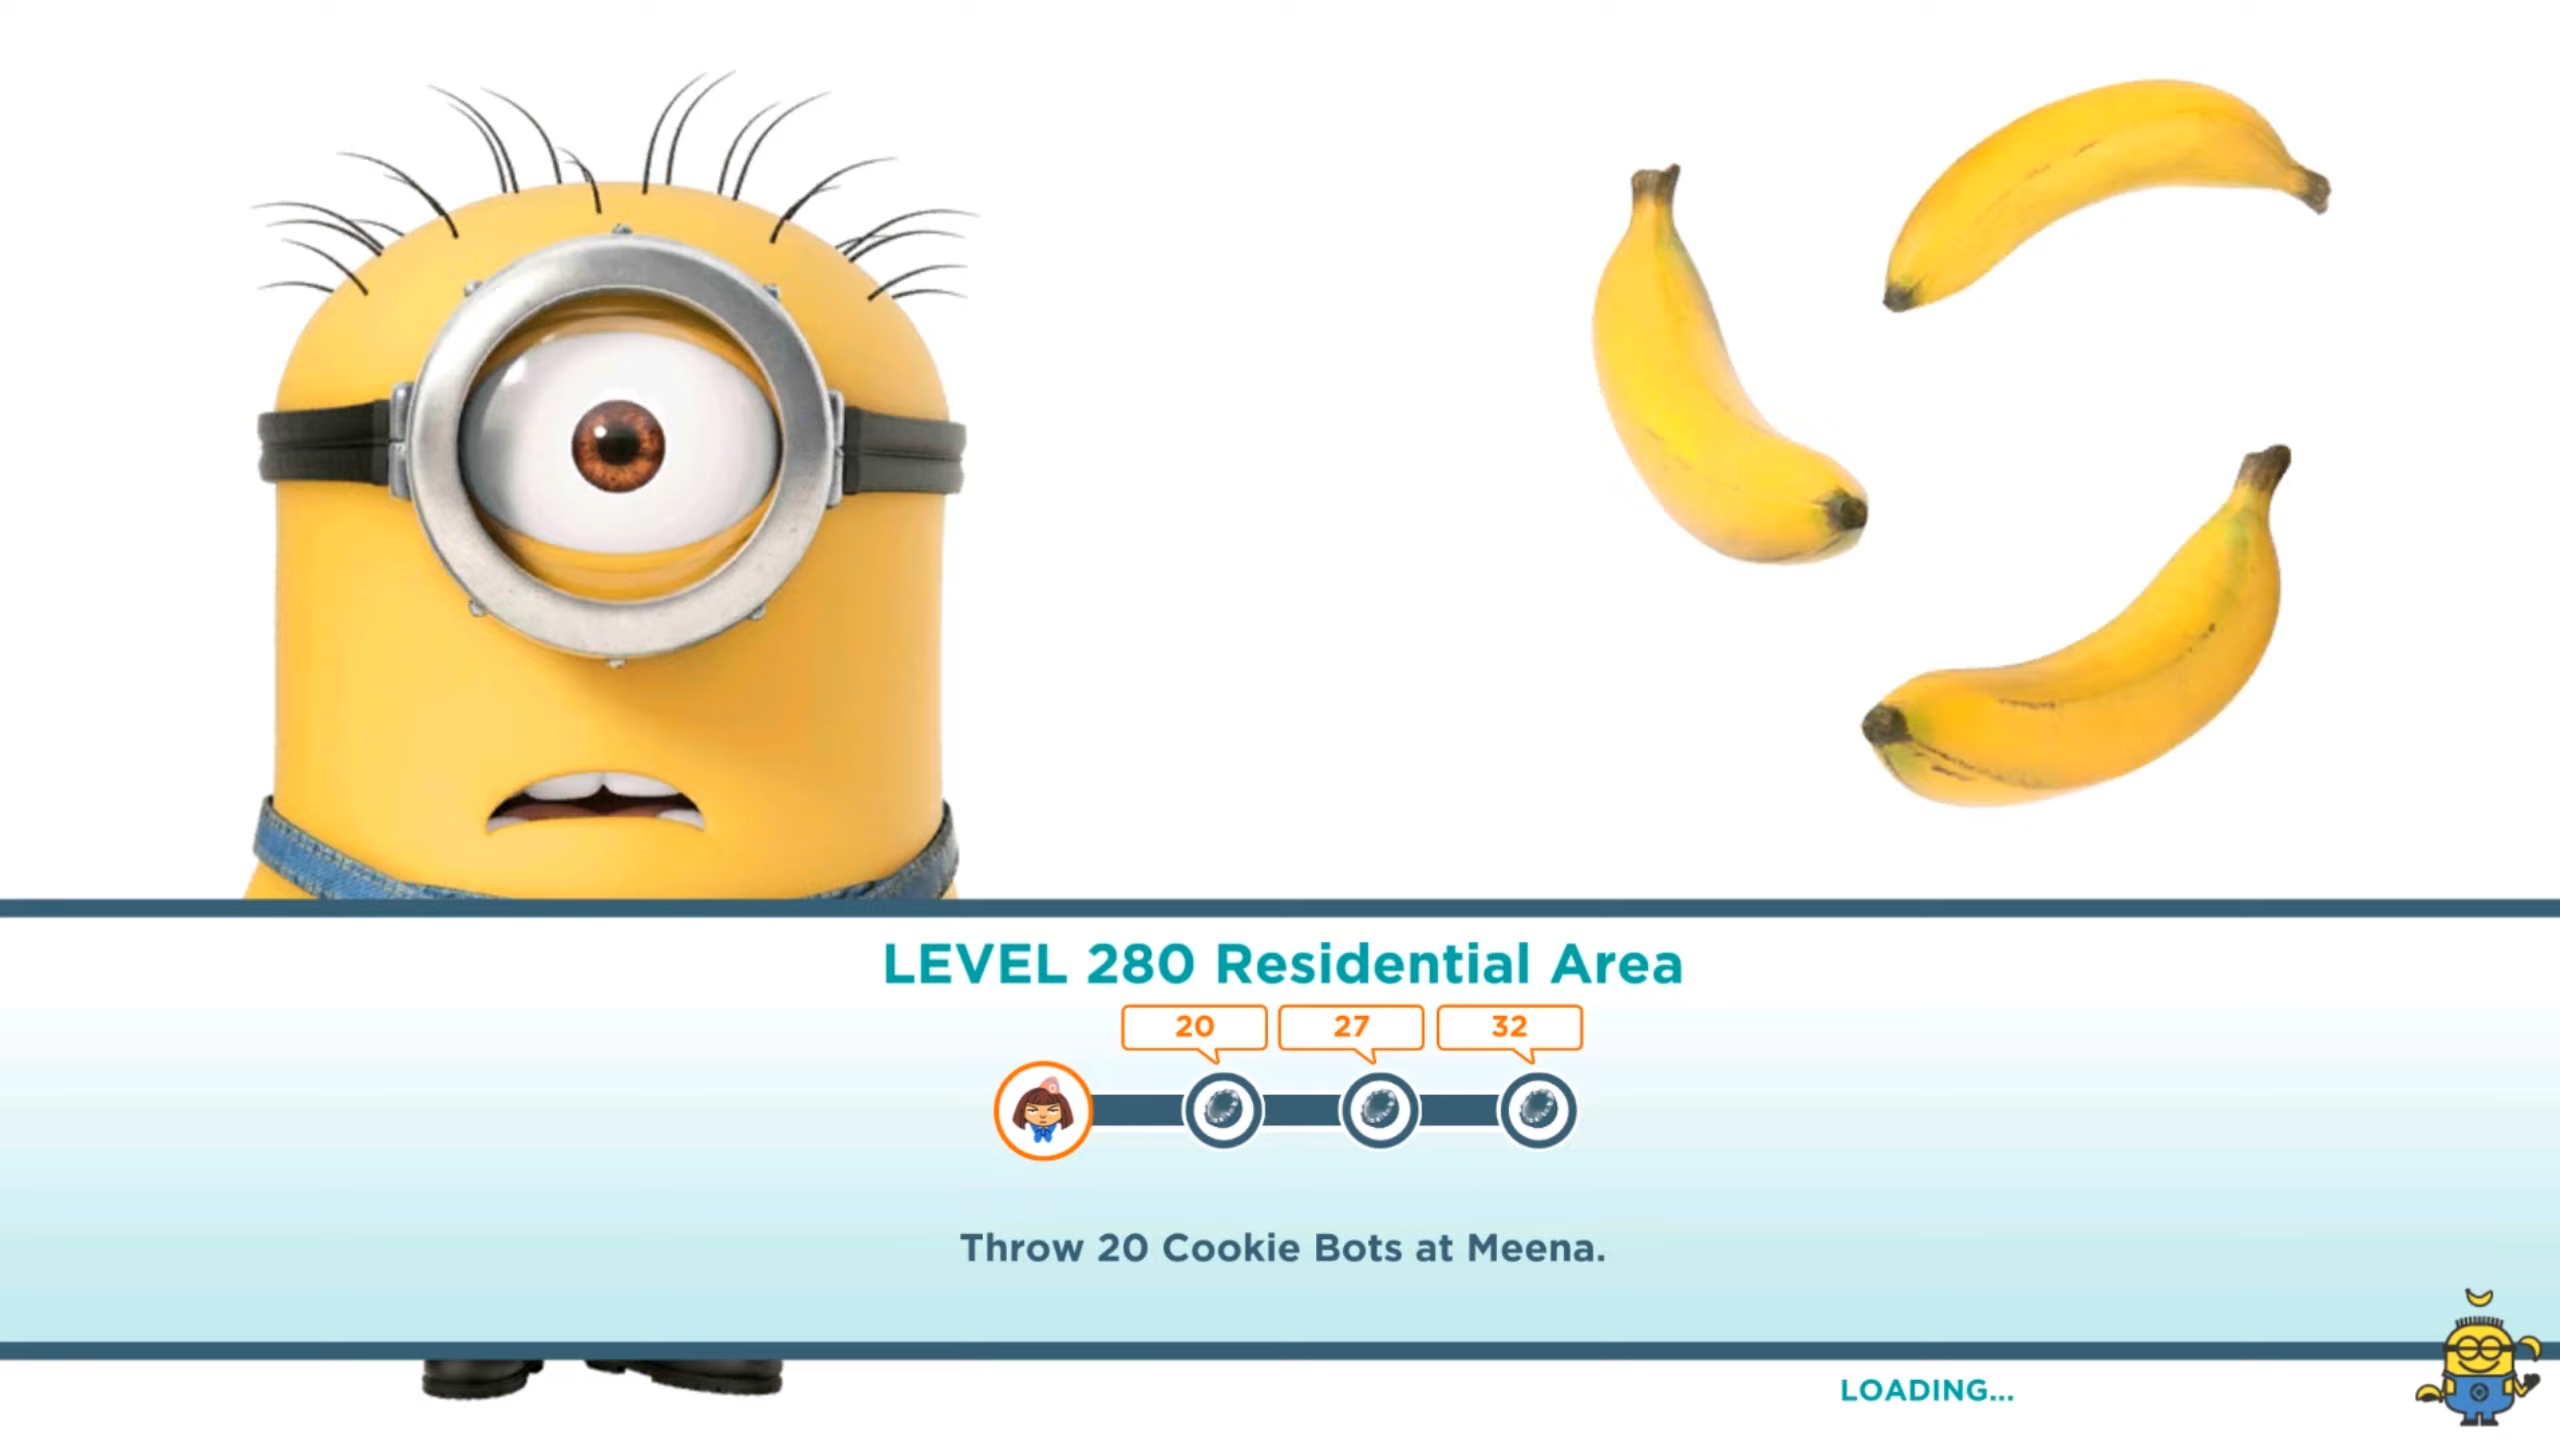 LEVEL 280 Residential Area
20 27 32
Throw 20 Cookie Bots at Meena.
LOADING...